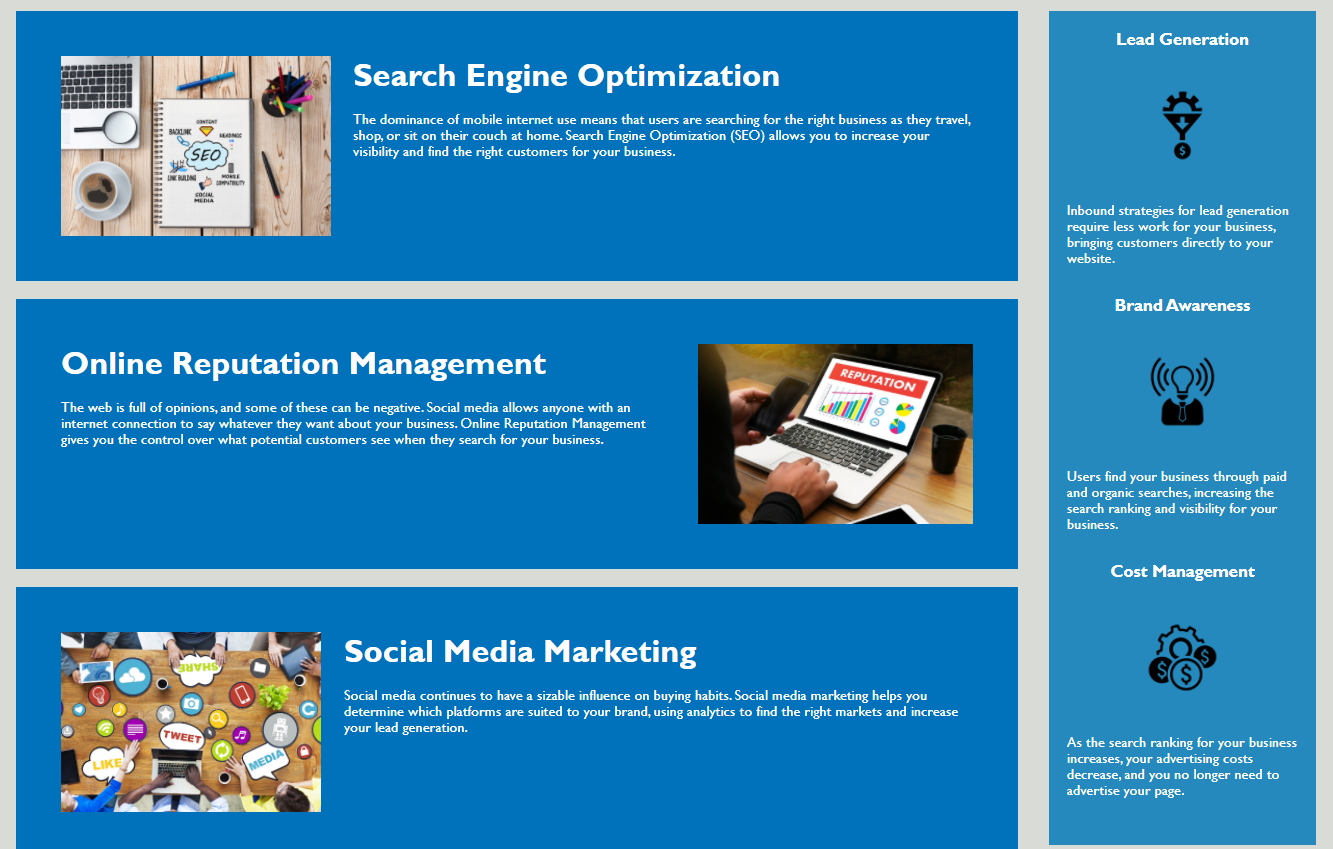 Search Engine Optimization
The dominance of mobile internet use means that users are searching for the right business as they travel,
shop, or sit on their couch at home. Search Engine Optimization (SEO) allows you to increase your
visibility and find the right customers for your business.
CONTENT
BACKLINK
HEADINGS
SEO
LINK BUILDING
MOBILE
COMPATIBILITY
SOCIAL
MEDIA
Online Reputation Management
The web is full of opinions, and some of these can be negative. Social media allows anyone with an
internet connection to say whatever they want about your business. Online Reputation Management
gives you the control over what potential customers see when they search for your business.
REPUTATION
Social Media Marketing
Social media continues to have a sizable influence on buying habits. Social media marketing helps you
determine which platforms are suited to your brand, using analytics to find the right markets and increase
your lead generation.
SHARE
TWEET
LIKE
MEDIA
Lead Generation
$
Inbound strategies for lead generation
require less work for your business,
bringing customers directly to your
website.
Brand Awareness
Users find your business through paid
and organic searches, increasing the
search ranking and visibility for your
business.
Cost Management
$ $ $
As the search ranking for your business
increases, your advertising costs
decrease, and you no longer need to
advertise your page.